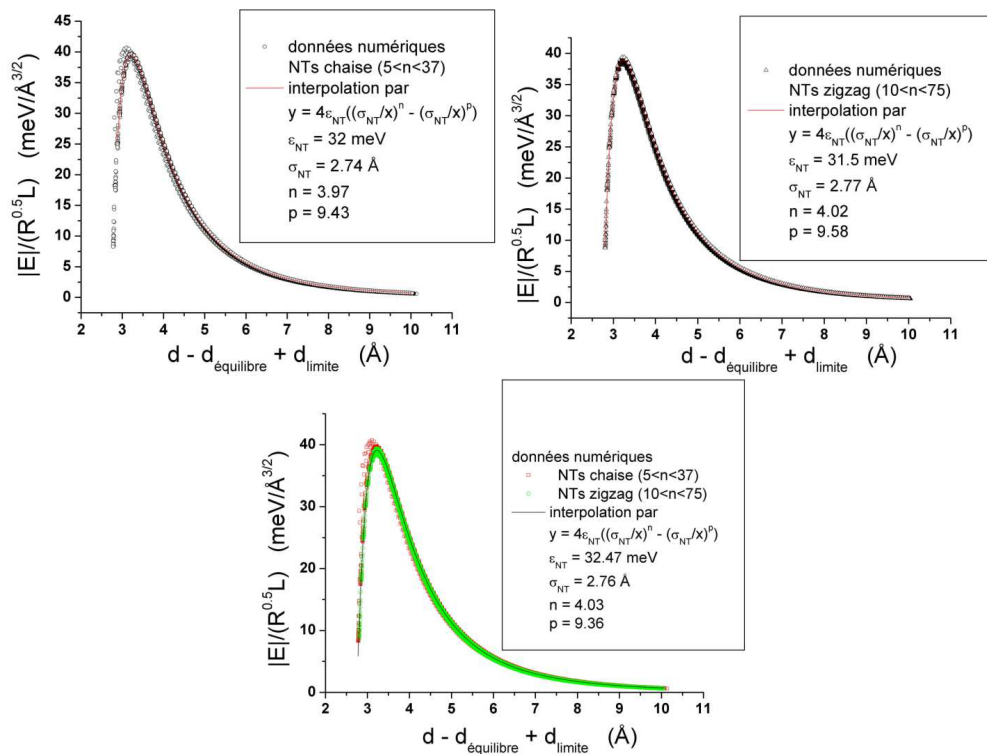 |E|/(R^0.5 L) (meV/Å^3/2)
45
40
35
30
25
20
15
10
5
0
données numériques
NTs chaise (5<n<37)
interpolation par
y = 4ε_NT((σ_NT/x)^n - (σ_NT/x)^p)
ε_NT = 32 meV
σ_NT = 2.74 Å
n = 3.97
p = 9.43
2 3 4 5 6 7 8 9 10 11
d - d_équilibre + d_limite (Å)
|E|/(R^0.5 L) (meV/Å^3/2)
45
40
35
30
25
20
15
10
5
0
données numériques
NTs zigzag (10<n<75)
interpolation par
y = 4ε_NT((σ_NT/x)^n - (σ_NT/x)^p)
ε_NT = 31.5 meV
σ_NT = 2.77 Å
n = 4.02
p = 9.58
2 3 4 5 6 7 8 9 10 11
d - d_équilibre + d_limite (Å)
|E|/(R^0.5 L) (meV/Å^3/2)
40
30
20
10
0
données numériques
NTs chaise (5<n<37)
NTs zigzag (10<n<75)
interpolation par
y = 4ε_NT((σ_NT/x)^n - (σ_NT/x)^p)
ε_NT = 32.47 meV
σ_NT = 2.76 Å
n = 4.03
p = 9.36
2 3 4 5 6 7 8 9 10 11
d - d_équilibre + d_limite (Å)